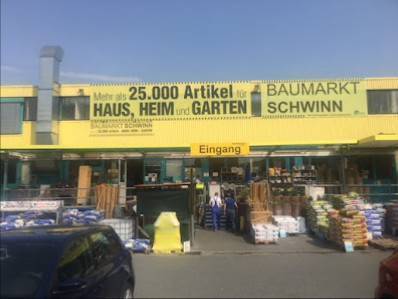 Mehr als 25.000 Artikel für
HAUS, HEIM und GARTEN
BAUMARKT
SCHWINN
BAUMARKT SCHWINN
Eingang